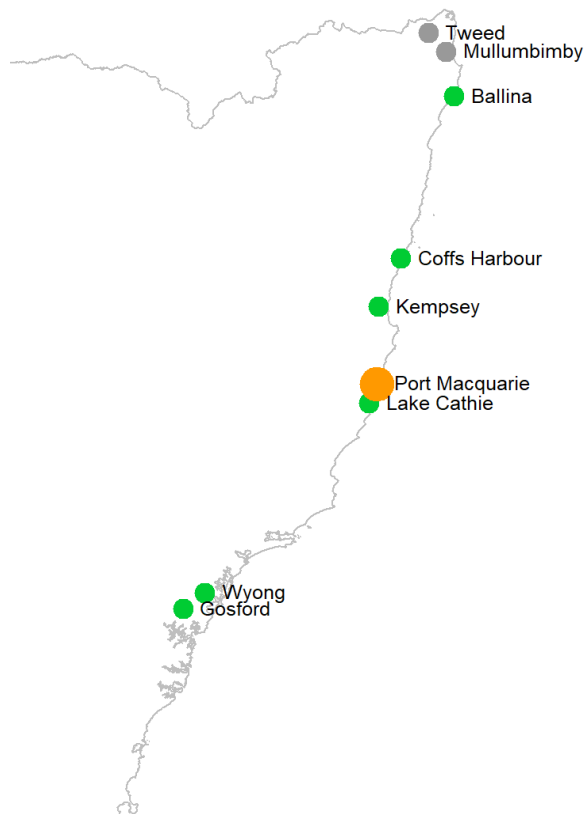 Tweed
Mullumbimby
Ballina
Coffs Harbour
Kempsey
Port Macquarie
Lake Cathie
Wyong
Gosford